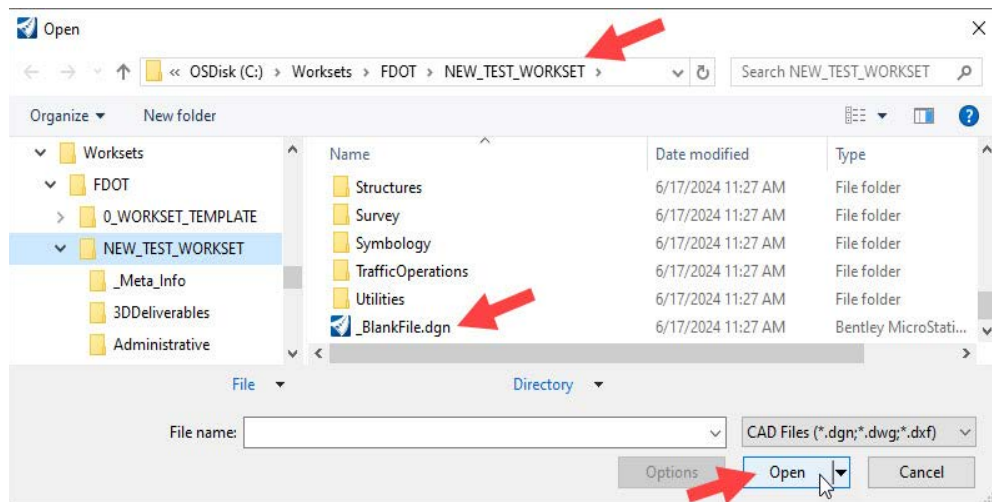 Open
« OSDisk (C:) > Worksets > FDOT > NEW_TEST_WORKSET >
Search NEW_TEST_WORKSET
Organize New folder
Worksets
FDOT
0_WORKSET_TEMPLATE
NEW_TEST_WORKSET
_Meta_Info
3DDeliverables
Administrative
Name Date modified Type
Structures 6/17/2024 11:27 AM File folder
Survey 6/17/2024 11:27 AM File folder
Symbology 6/17/2024 11:27 AM File folder
TrafficOperations 6/17/2024 11:27 AM File folder
Utilities 6/17/2024 11:27 AM File folder
_BlankFile.dgn 6/17/2024 11:27 AM Bentley MicroStati...
File Directory
File name: CAD Files (*.dgn;*.dwg;*.dxf)
Options Open Cancel